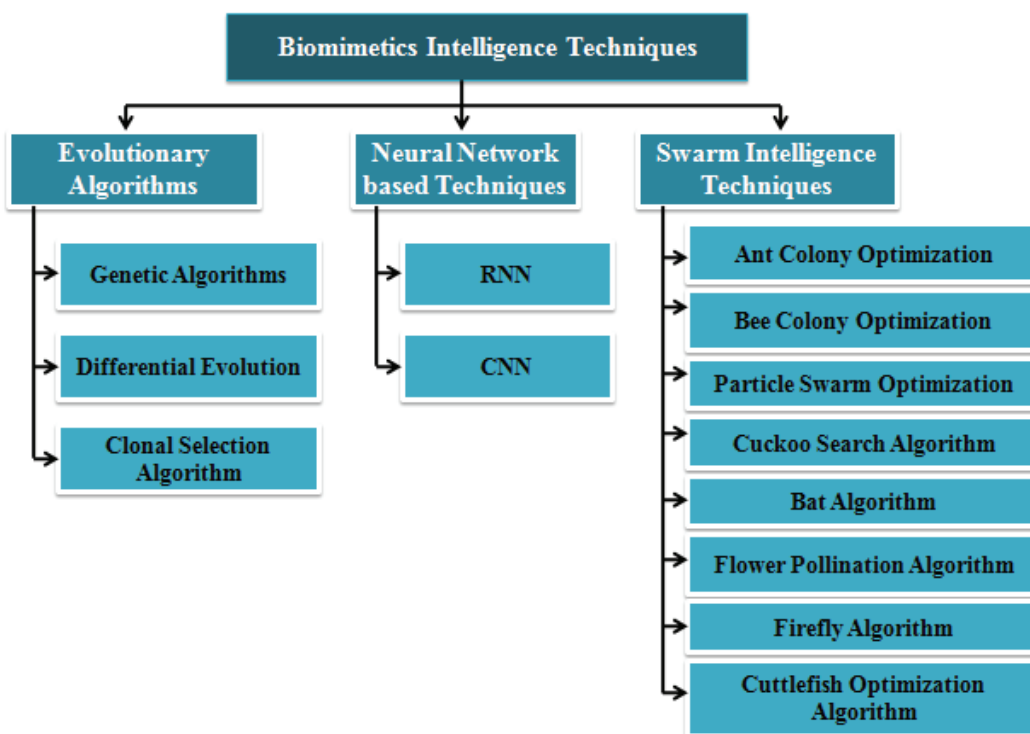 Biomimetics Intelligence Techniques
Evolutionary
Algorithms
Genetic Algorithms
Differential Evolution
Clonal Selection
Algorithm
Neural Network
based Techniques
RNN
CNN
Swarm Intelligence
Techniques
Ant Colony Optimization
Bee Colony Optimization
Particle Swarm Optimization
Cuckoo Search Algorithm
Bat Algorithm
Flower Pollination Algorithm
Firefly Algorithm
Cuttlefish Optimization
Algorithm